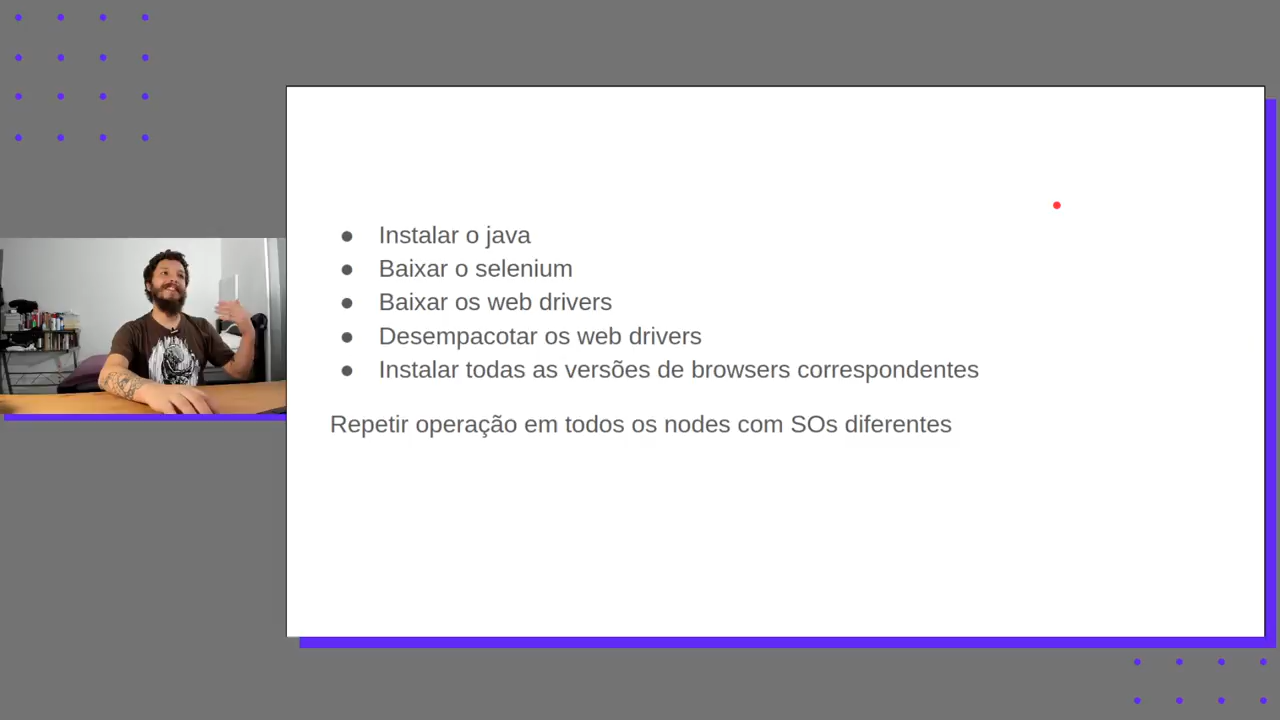 Instalar o java
Baixar o selenium
Baixar os web drivers
Desempacotar os web drivers
Instalar todas as versões de browsers correspondentes
Repetir operação em todos os nodes com SOs diferentes